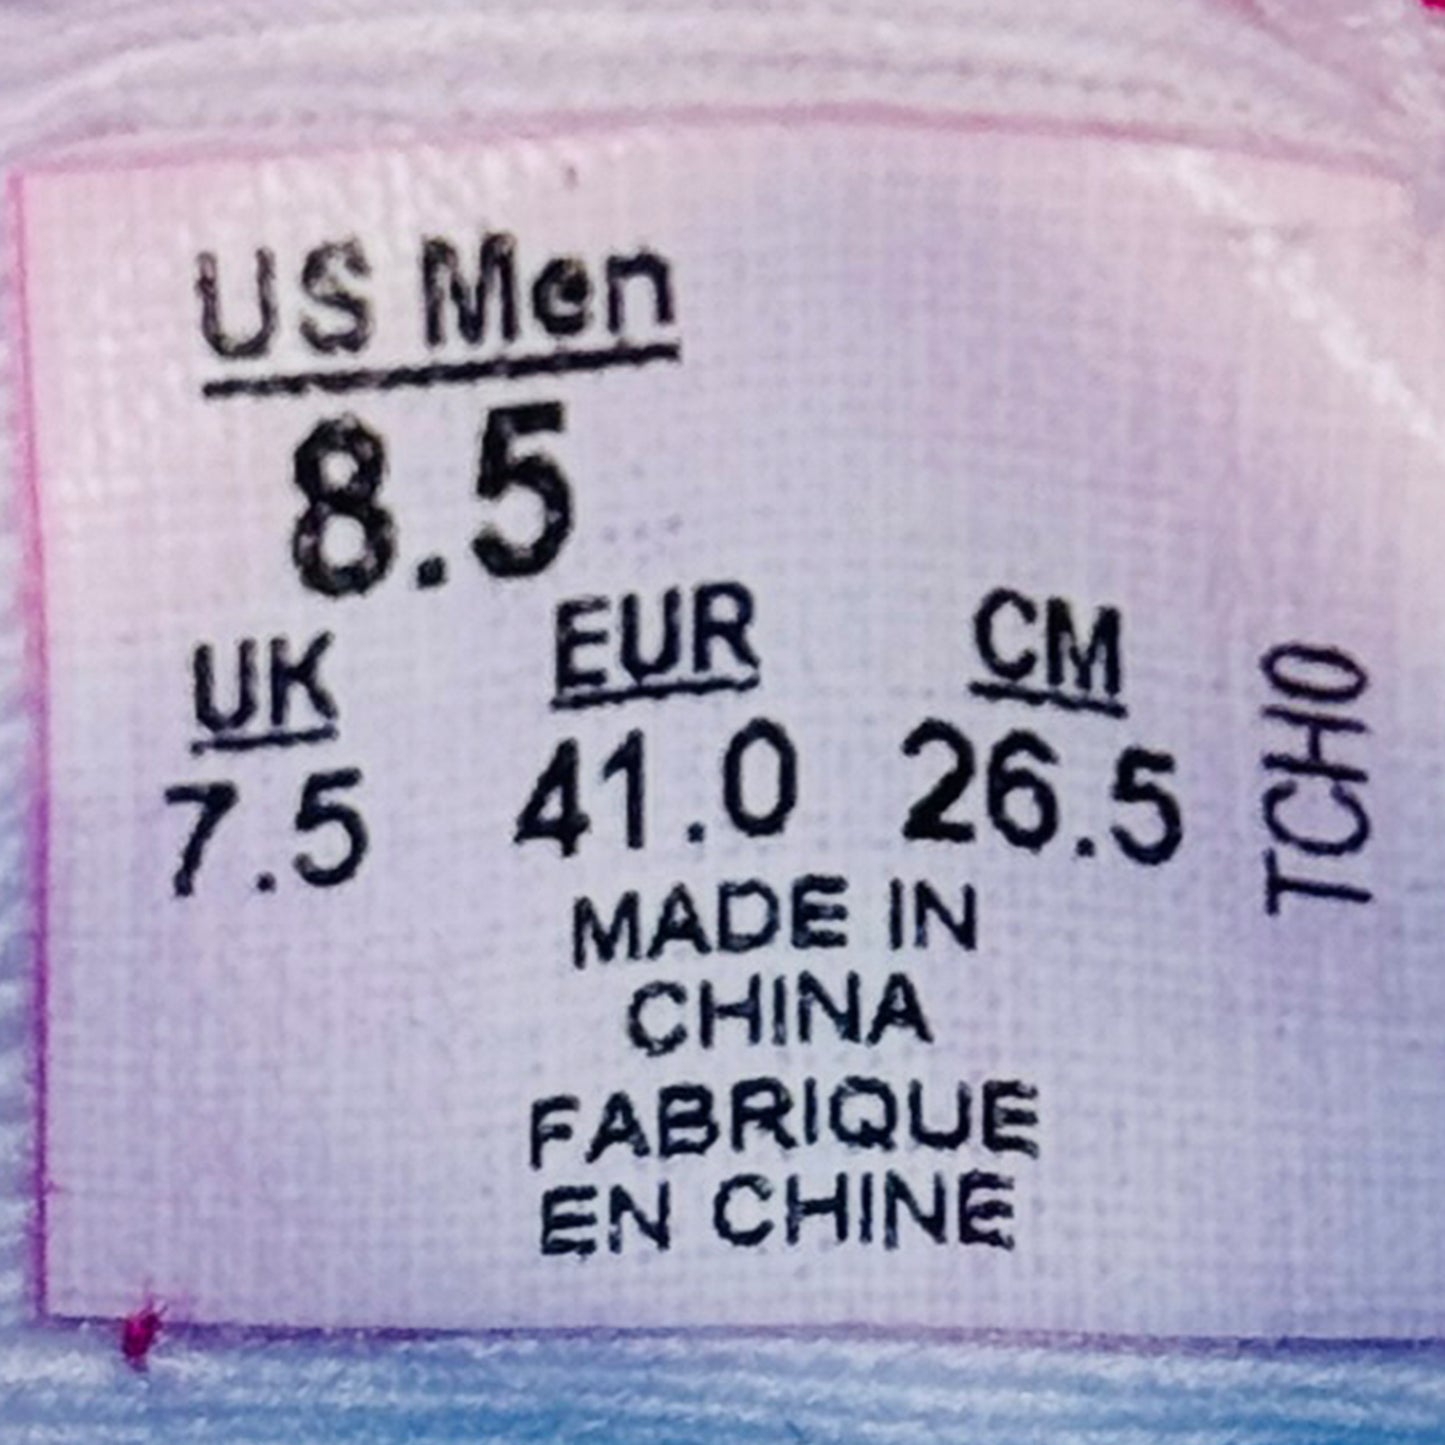 US Men
8.5
UK EUR CM
7.5 41.0 26.5
MADE IN
CHINA
FABRIQUE
EN CHINE
TCH0